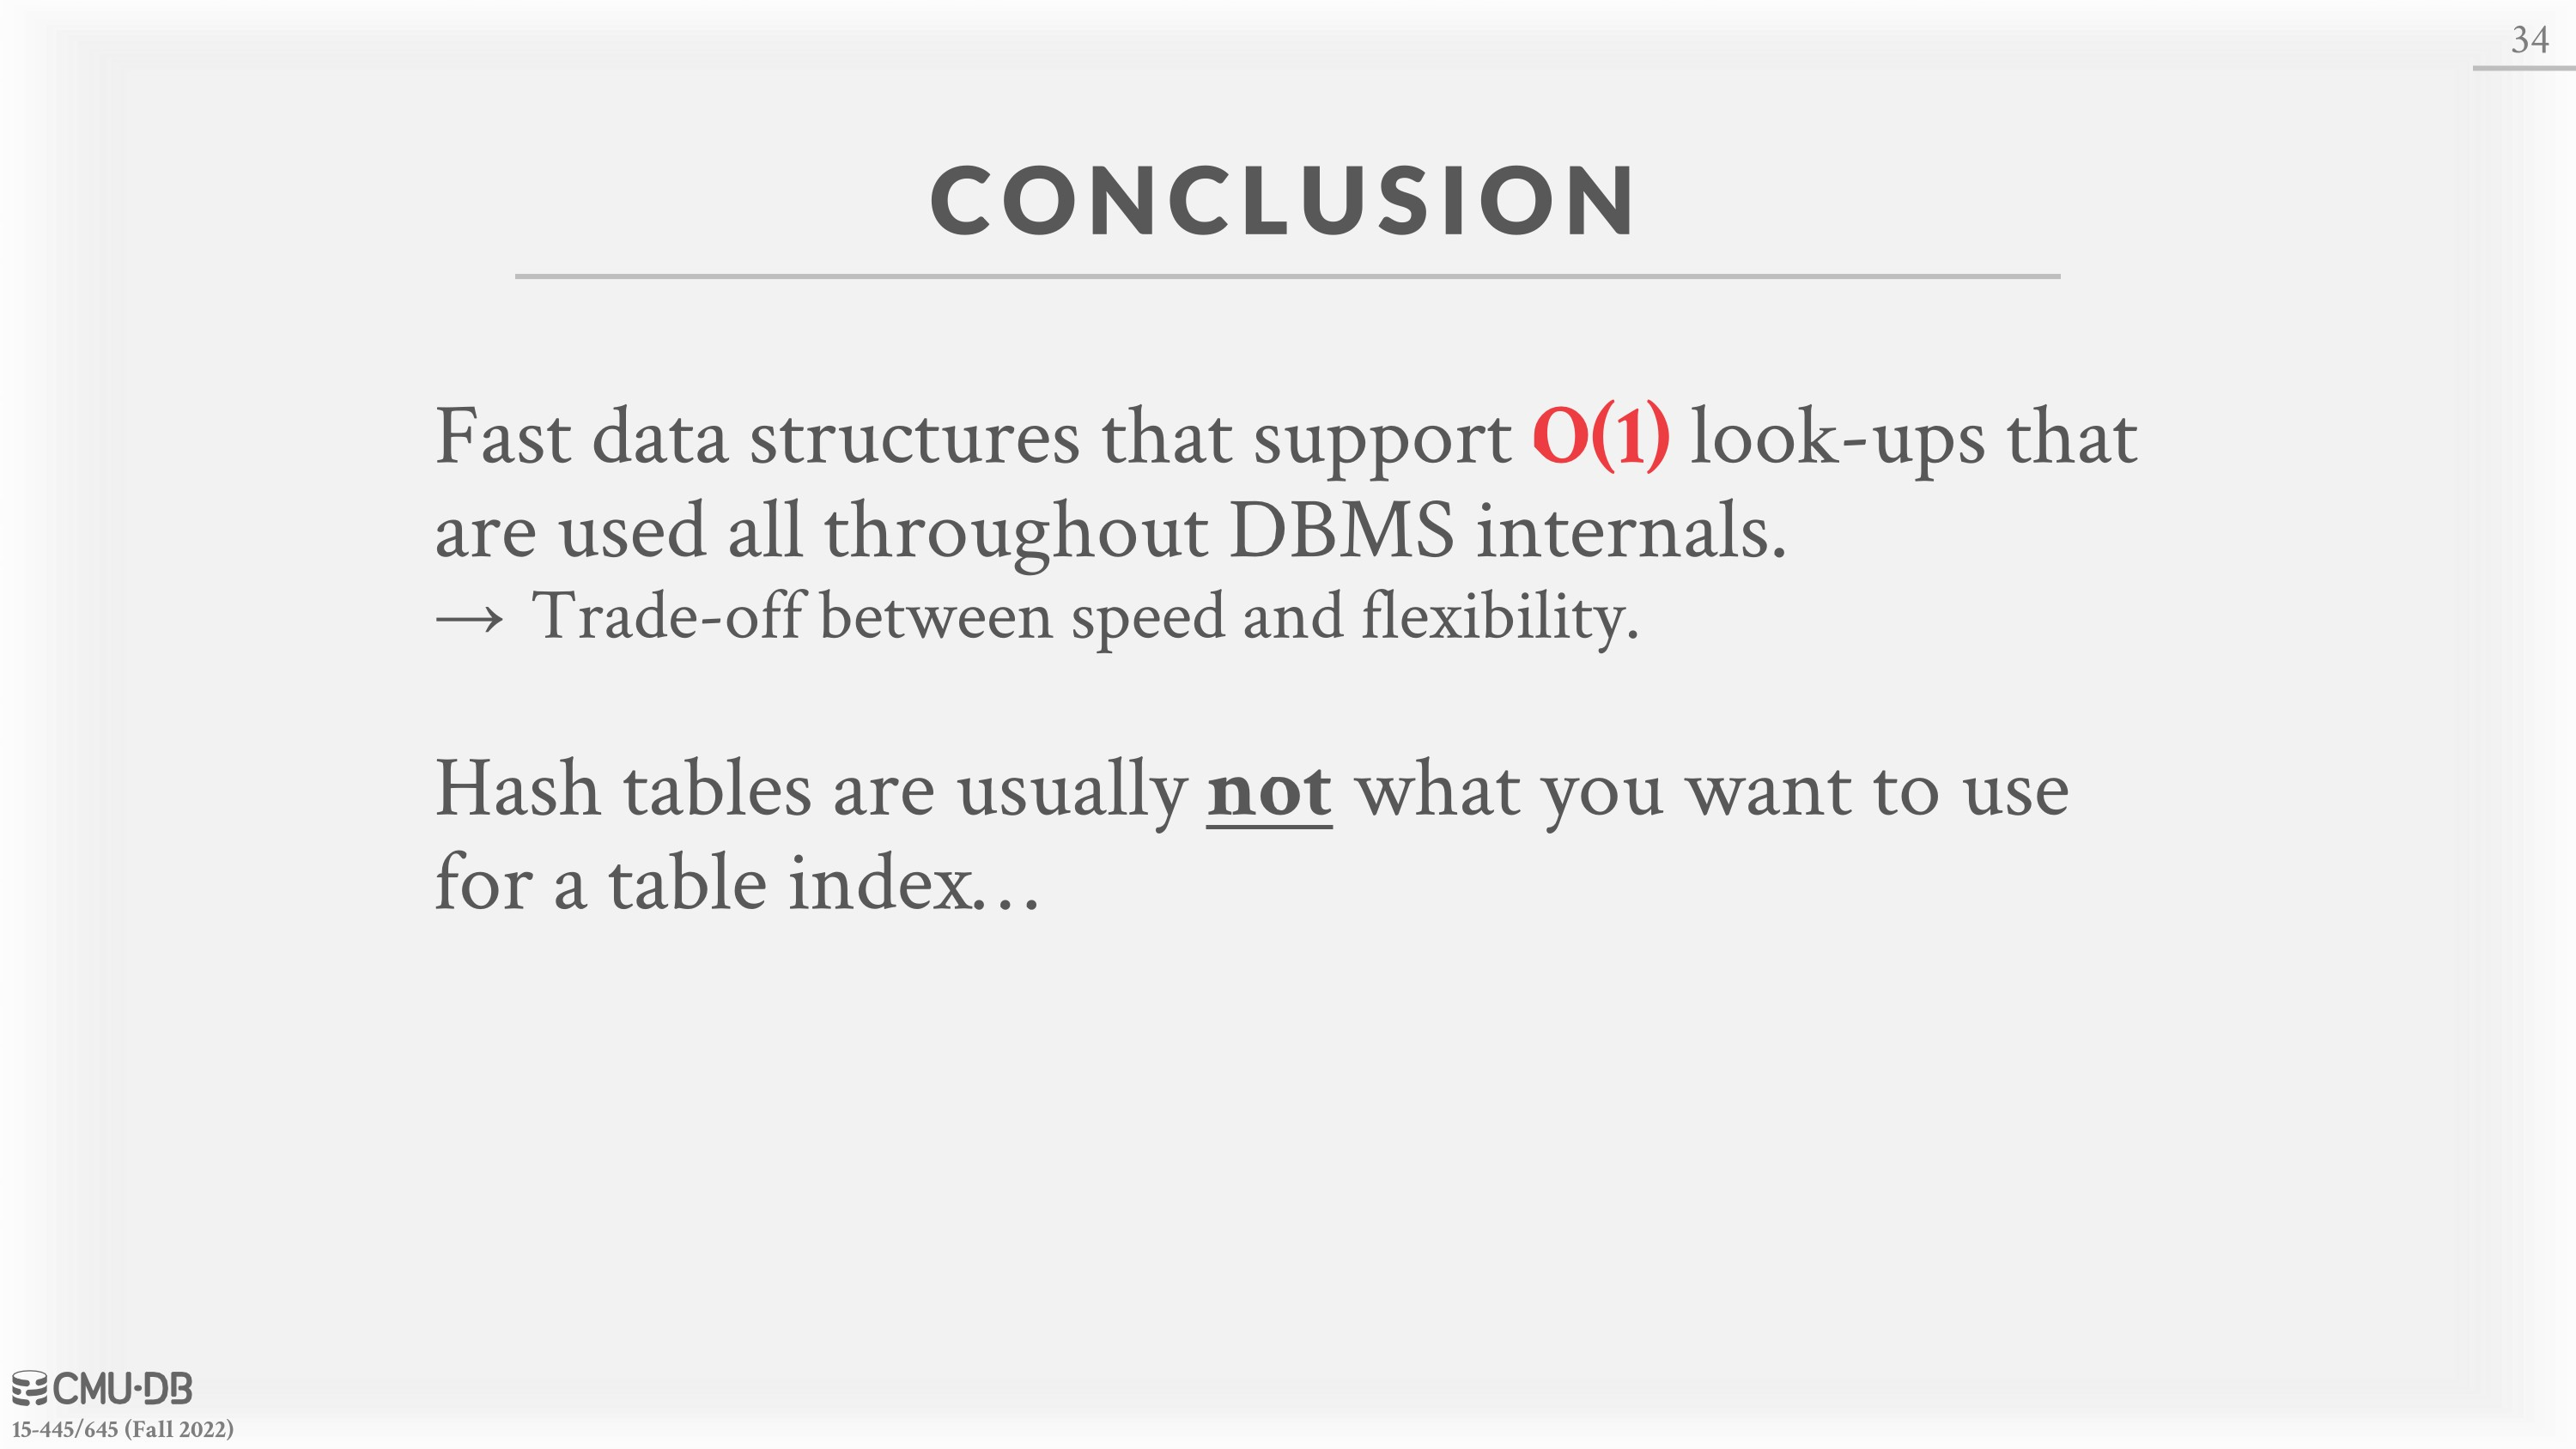 34
CONCLUSION
Fast data structures that support O(1) look-ups that
are used all throughout DBMS internals.
→ Trade-off between speed and flexibility.
Hash tables are usually not what you want to use
for a table index…
CMU·DB
15-445/645 (Fall 2022)